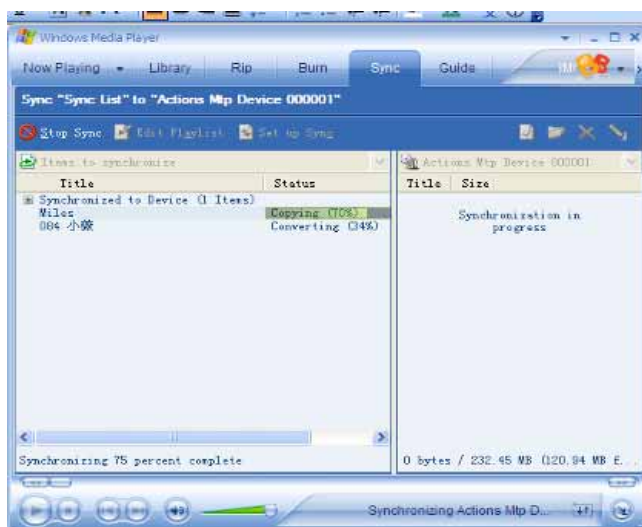 Windows Media Player
Now Playing Library Rip Burn Sync Guide
Sync "Sync List" to "Actions Mtp Device 000001"
Stop Sync Edit Playlist Set up Sync
Items to synchronize
Actions Mtp Device 000001
Title Status
Title Size
Synchronized to Device (1 Items)
Miles Copying (70%)
084 小薇 Converting (34%)
Synchronization in
progress
Synchronizing 75 percent complete
0 bytes / 232.45 MB (120.94 MB F...
Synchronizing Actions Mtp D...